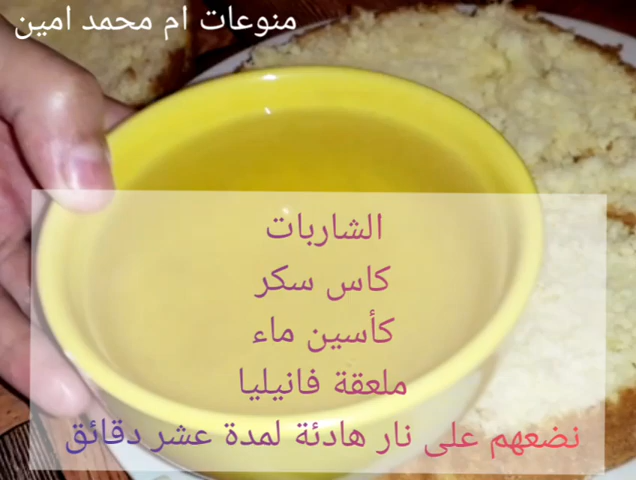 منوعات ام محمد امين
الشاربات
كاس سكر
كأسين ماء
ملعقة فانيليا
نضعهم على نار هادئة لمدة عشر دقائق